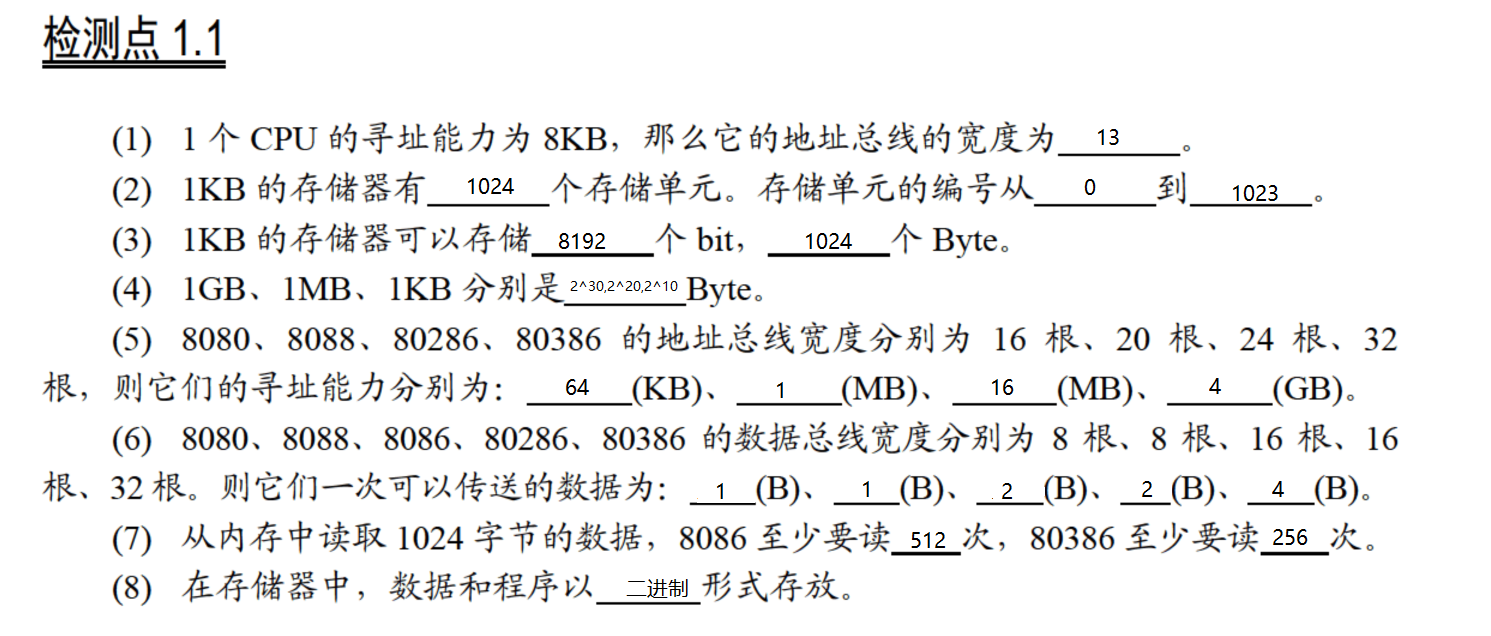 检测点 1.1
(1) 1 个 CPU 的寻址能力为 8KB，那么它的地址总线的宽度为 13 。
(2) 1KB 的存储器有 1024 个存储单元。存储单元的编号从 0 到 1023 。
(3) 1KB 的存储器可以存储 8192 个 bit， 1024 个 Byte。
(4) 1GB、1MB、1KB 分别是 2^30,2^20,2^10 Byte。
(5) 8080、8088、80286、80386 的地址总线宽度分别为 16 根、20 根、24 根、32
根，则它们的寻址能力分别为： 64 (KB)、 1 (MB)、 16 (MB)、 4 (GB)。
(6) 8080、8088、8086、80286、80386 的数据总线宽度分别为 8 根、8 根、16 根、16
根、32 根。则它们一次可以传送的数据为： 1 (B)、 1 (B)、 2 (B)、 2 (B)、 4 (B)。
(7) 从内存中读取 1024 字节的数据，8086 至少要读 512 次，80386 至少要读 256 次。
(8) 在存储器中，数据和程序以 二进制 形式存放。